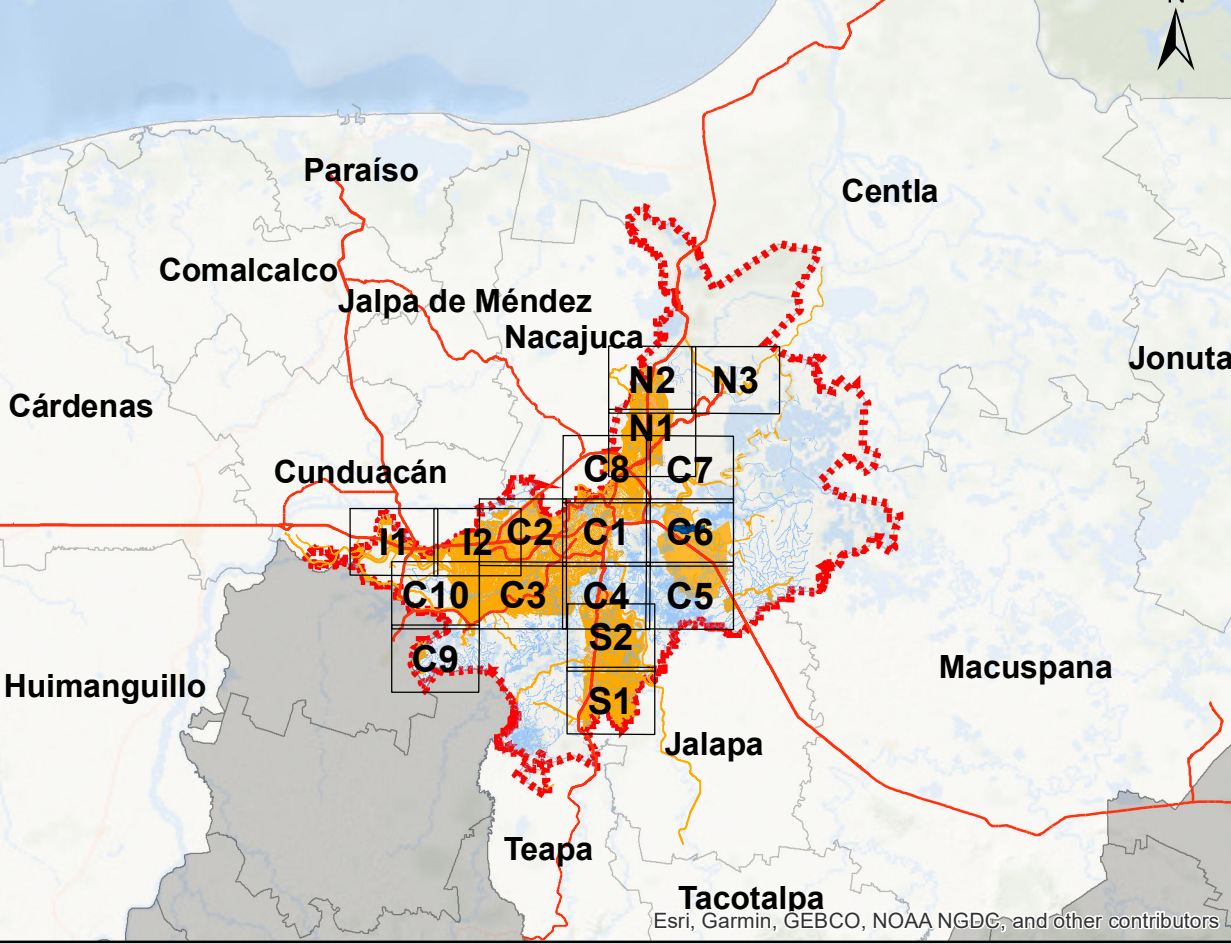 N
Paraíso
Centla
Comalcalco
Jalpa de Méndez
Nacajuca
Jonuta
N2
N3
Cárdenas
N1
Cunduacán
C8
C7
I1
I2
C2
C1
C6
C10
C3
C4
C5
S2
C9
Macuspana
Huimanguillo
S1
Jalapa
Teapa
Tacotalpa
Esri, Garmin, GEBCO, NOAA NGDC, and other contributors